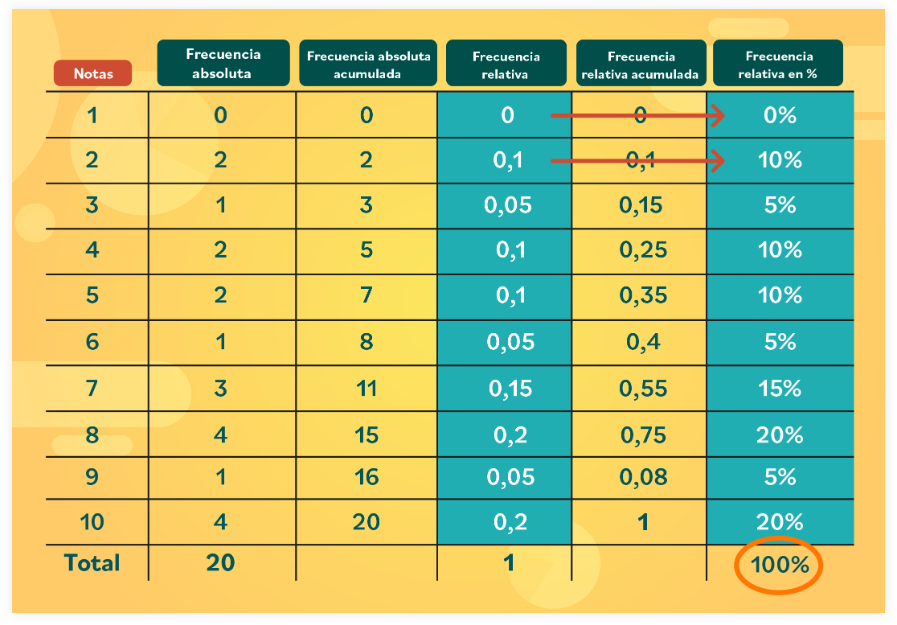 Notas Frecuencia absoluta Frecuencia absoluta acumulada Frecuencia relativa Frecuencia relativa acumulada Frecuencia relativa en %
1 0 0 0 0 0%
2 2 2 0,1 0,1 10%
3 1 3 0,05 0,15 5%
4 2 5 0,1 0,25 10%
5 2 7 0,1 0,35 10%
6 1 8 0,05 0,4 5%
7 3 11 0,15 0,55 15%
8 4 15 0,2 0,75 20%
9 1 16 0,05 0,08 5%
10 4 20 0,2 1 20%
Total 20 1 100%